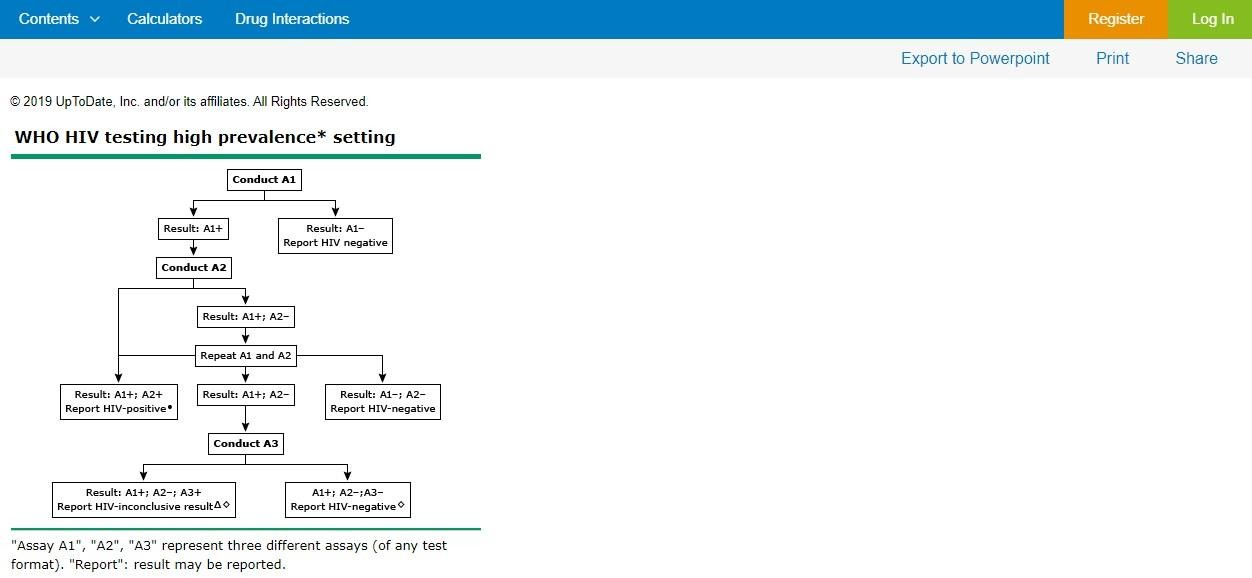 Contents Calculators Drug Interactions Register Log In
Export to Powerpoint Print Share
© 2019 UpToDate, Inc. and/or its affiliates. All Rights Reserved.
WHO HIV testing high prevalence* setting
Conduct A1
Result: A1+
Result: A1−
Report HIV negative
Conduct A2
Result: A1+; A2−
Repeat A1 and A2
Result: A1+; A2+
Report HIV-positive•
Result: A1+; A2−
Result: A1−; A2−
Report HIV-negative
Conduct A3
Result: A1+; A2−; A3+
Report HIV-inconclusive resultΔ◇
A1+; A2−;A3−
Report HIV-negative◇
"Assay A1", "A2", "A3" represent three different assays (of any test
format). "Report": result may be reported.